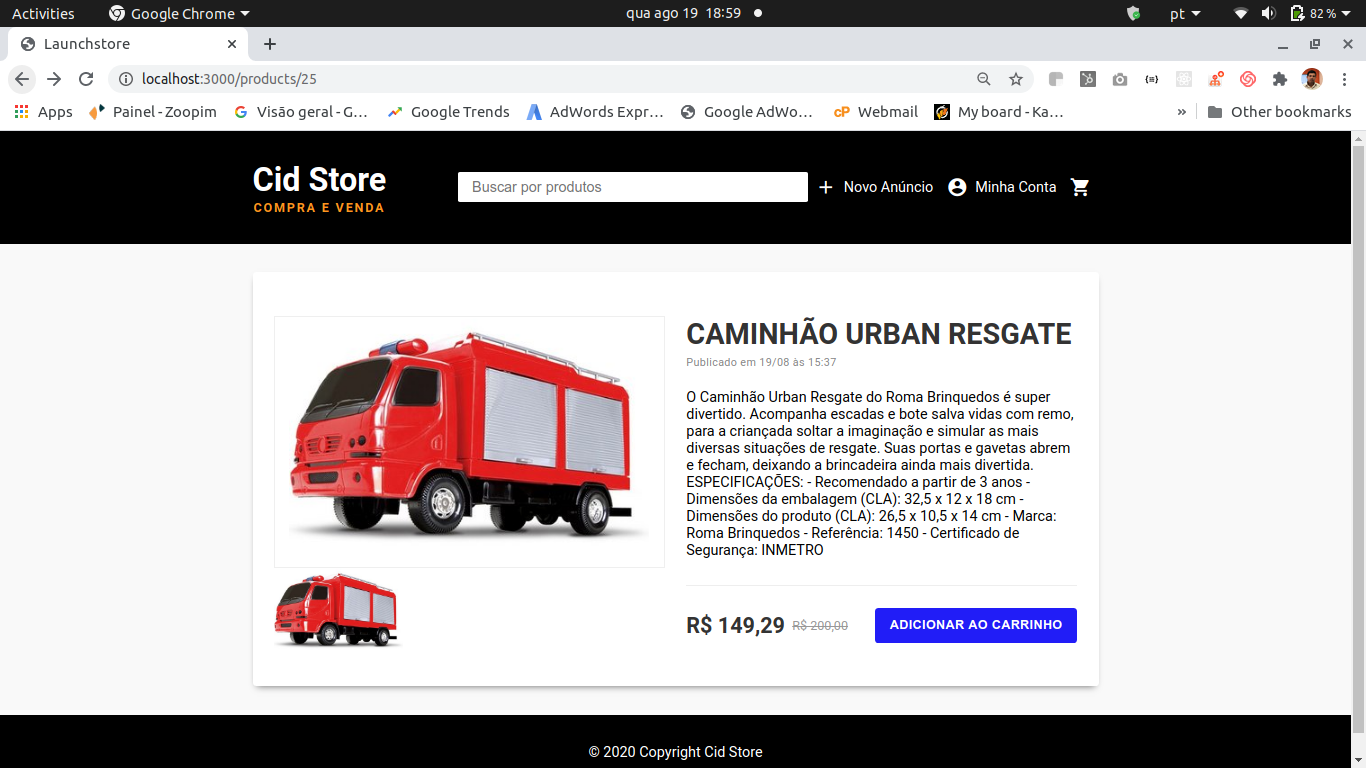 Activities
Google Chrome
qua ago 19 18:59
pt
82 %
Launchstore
localhost:3000/products/25
Apps
Painel - Zoopim
Visão geral - G…
Google Trends
AdWords Expr…
Google AdWo…
cP Webmail
My board - Ka…
»
Other bookmarks
Cid Store
COMPRA E VENDA
Buscar por produtos
Novo Anúncio
Minha Conta
CAMINHÃO URBAN RESGATE
Publicado em 19/08 às 15:37
O Caminhão Urban Resgate do Roma Brinquedos é super
divertido. Acompanha escadas e bote salva vidas com remo,
para a criançada soltar a imaginação e simular as mais
diversas situações de resgate. Suas portas e gavetas abrem
e fecham, deixando a brincadeira ainda mais divertida.
ESPECIFICAÇÕES: - Recomendado a partir de 3 anos -
Dimensões da embalagem (CLA): 32,5 x 12 x 18 cm -
Dimensões do produto (CLA): 26,5 x 10,5 x 14 cm - Marca:
Roma Brinquedos - Referência: 1450 - Certificado de
Segurança: INMETRO
R$ 149,29
R$ 200,00
ADICIONAR AO CARRINHO
© 2020 Copyright Cid Store